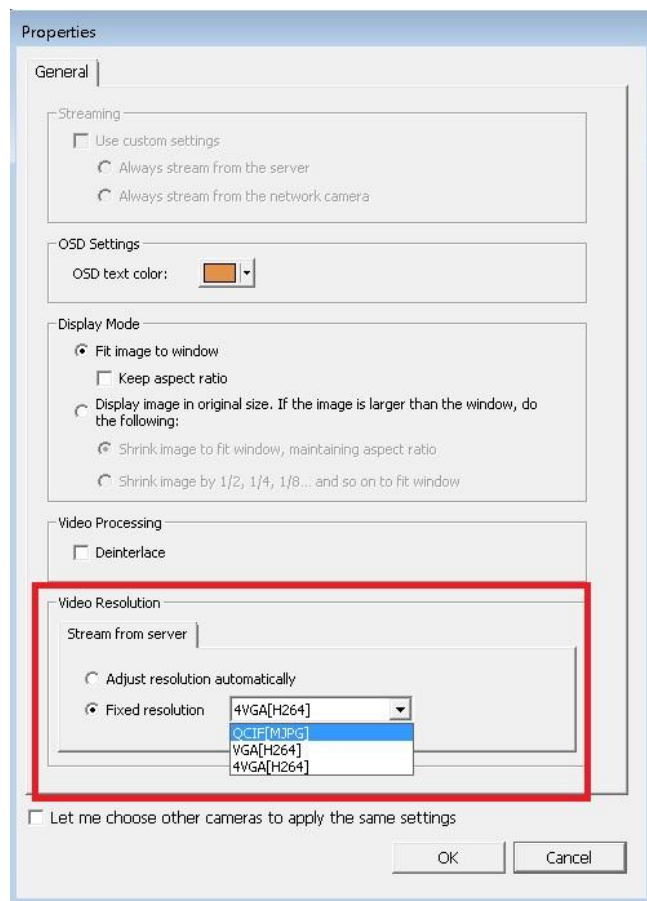 Properties
General
Streaming
Use custom settings
Always stream from the server
Always stream from the network camera
OSD Settings
OSD text color:
Display Mode
Fit image to window
Keep aspect ratio
Display image in original size. If the image is larger than the window, do
the following:
Shrink image to fit window, maintaining aspect ratio
Shrink image by 1/2, 1/4, 1/8... and so on to fit window
Video Processing
Deinterlace
Video Resolution
Stream from server
Adjust resolution automatically
Fixed resolution 4VGA[H264]
QCIF[MJPG]
VGA[H264]
4VGA[H264]
Let me choose other cameras to apply the same settings
OK Cancel